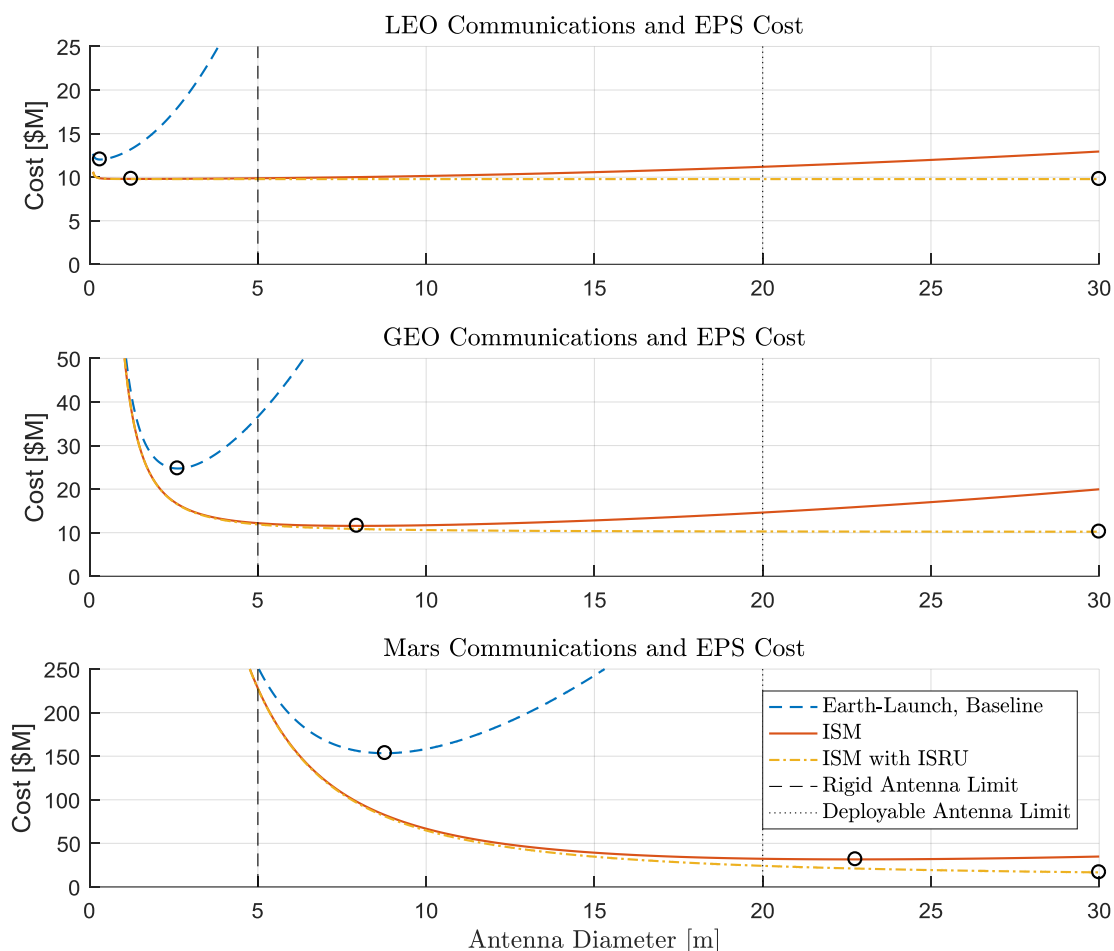 LEO Communications and EPS Cost
25
20
15
10
5
0
Cost [$M]
0 5 10 15 20 25 30
GEO Communications and EPS Cost
50
40
30
20
10
0
Cost [$M]
0 5 10 15 20 25 30
Mars Communications and EPS Cost
250
200
150
100
50
0
Cost [$M]
Earth-Launch, Baseline
ISM
ISM with ISRU
Rigid Antenna Limit
Deployable Antenna Limit
0 5 10 15 20 25 30
Antenna Diameter [m]